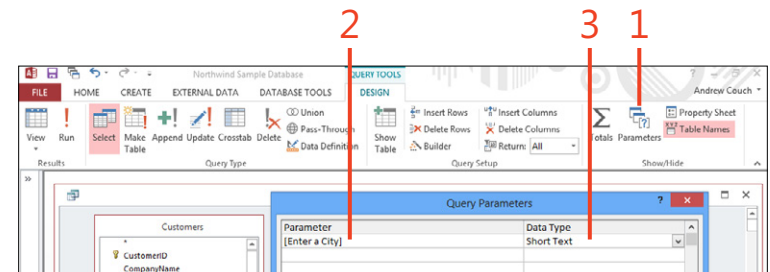 2 3 1
Northwind Sample Database QUERY TOOLS ?
FILE HOME CREATE EXTERNAL DATA DATABASE TOOLS DESIGN Andrew Couch
View Run Select Make Table Append Update Crosstab Delete
Union
Pass-Through
Data Definition
Show Table
Insert Rows
Delete Rows
Builder
Insert Columns
Delete Columns
Return: All
Totals Parameters
Property Sheet
Table Names
Results Query Type Query Setup Show/Hide
Query Parameters ?
Customers
*
CustomerID
CompanyName
Parameter Data Type
[Enter a City] Short Text